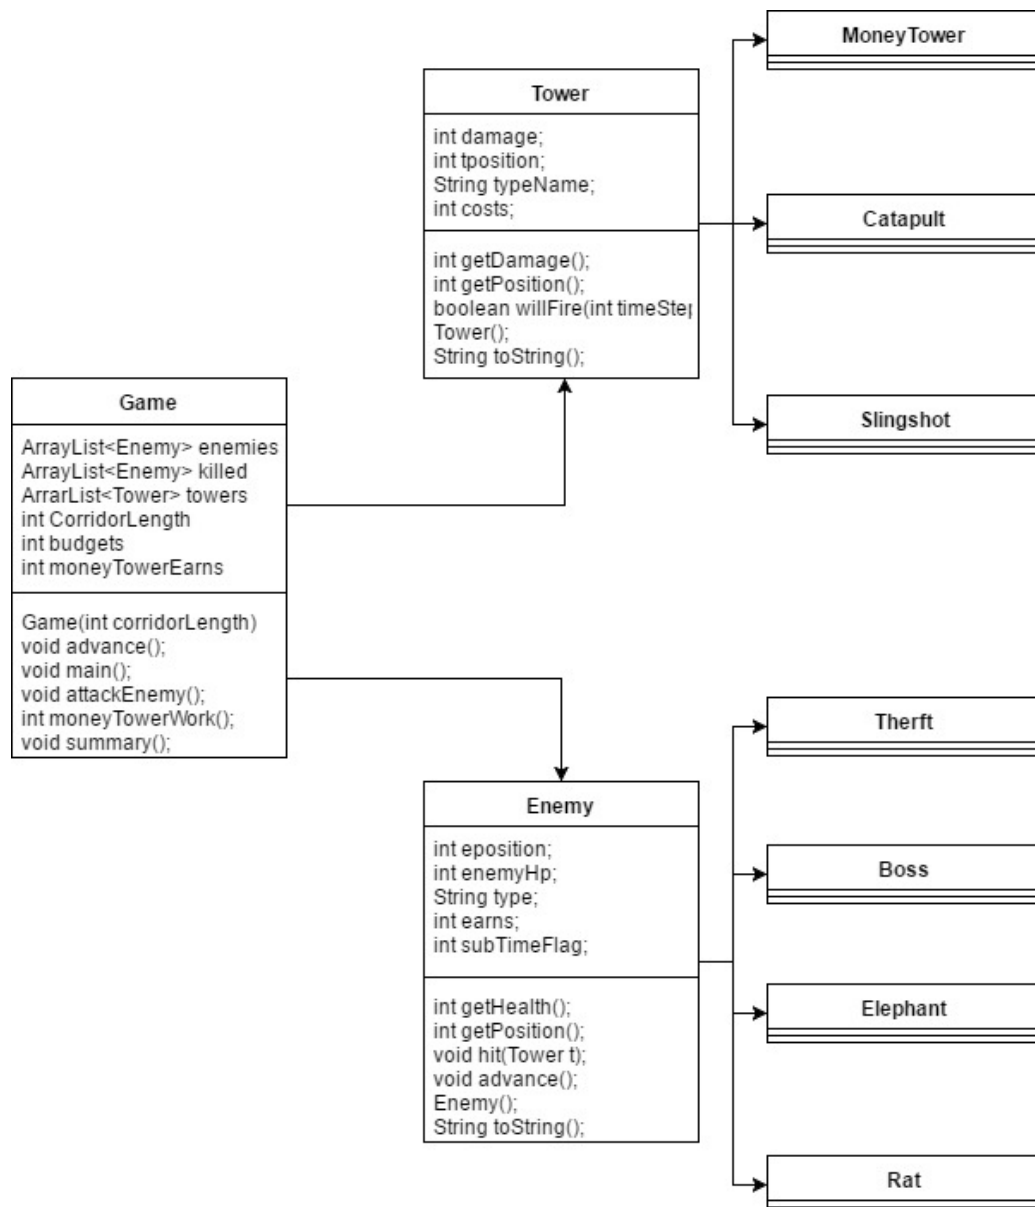 MoneyTower
Tower
int damage;
int tposition;
String typeName;
int costs;
int getDamage();
int getPosition();
boolean willFire(int timeStep
Tower();
String toString();
Catapult
Slingshot
Game
ArrayList<Enemy> enemies
ArrayList<Enemy> killed
ArrarList<Tower> towers
int CorridorLength
int budgets
int moneyTowerEarns
Game(int corridorLength)
void advance();
void main();
void attackEnemy();
int moneyTowerWork();
void summary();
Enemy
int eposition;
int enemyHp;
String type;
int earns;
int subTimeFlag;
int getHealth();
int getPosition();
void hit(Tower t);
void advance();
Enemy();
String toString();
Therft
Boss
Elephant
Rat